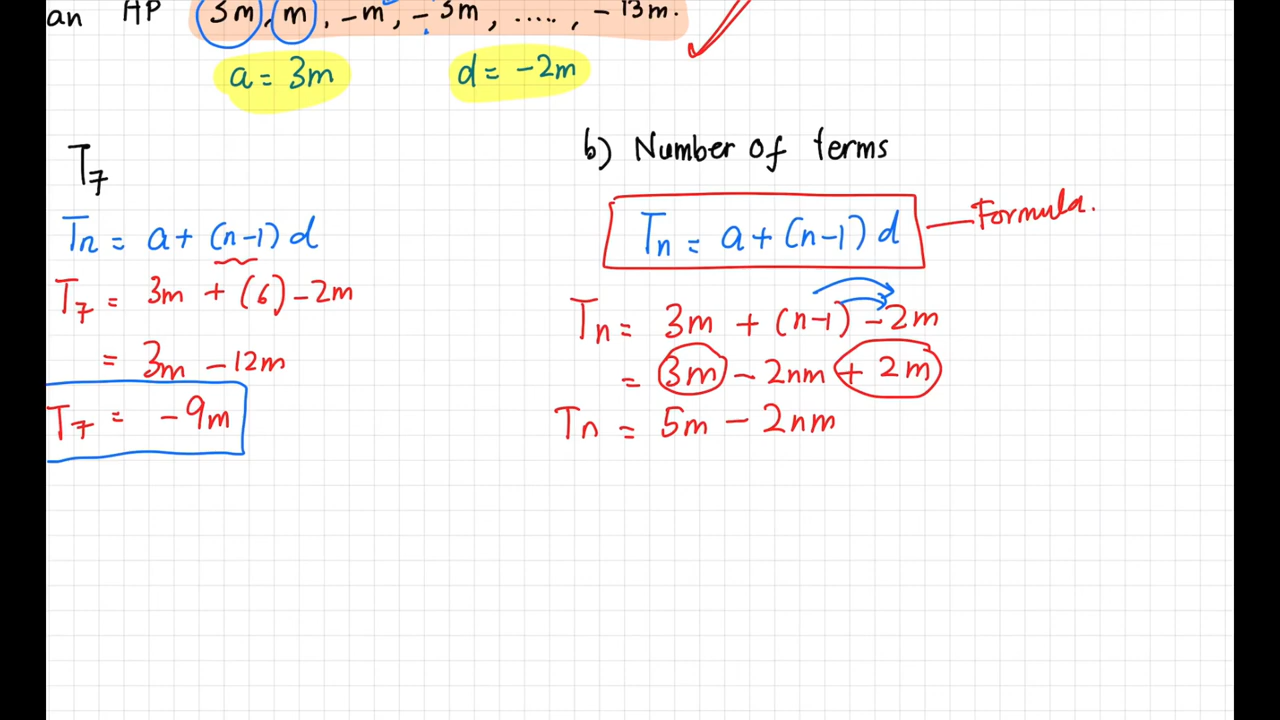 an AP 3m, m, -m, -3m, ....., -13m.
a = 3m d = -2m
T7
Tn = a + (n-1) d
T7 = 3m + (6) -2m
= 3m - 12m
T7 = -9m
b) Number of terms
Tn = a + (n-1) d
Formula.
Tn = 3m + (n-1) -2m
= 3m - 2nm + 2m
Tn = 5m - 2nm